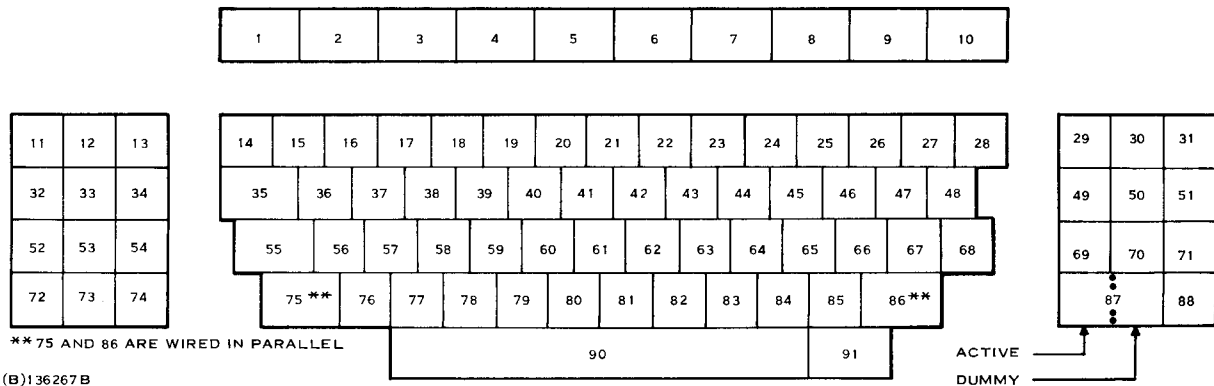 1 2 3 4 5 6 7 8 9 10
11 12 13 14 15 16 17 18 19 20 21 22 23 24 25 26 27 28 29 30 31
32 33 34 35 36 37 38 39 40 41 42 43 44 45 46 47 48 49 50 51
52 53 54 55 56 57 58 59 60 61 62 63 64 65 66 67 68 69 70 71
72 73 74 75 ** 76 77 78 79 80 81 82 83 84 85 86 ** 87 88
** 75 AND 86 ARE WIRED IN PARALLEL
90 91
ACTIVE
(B)136267B
DUMMY